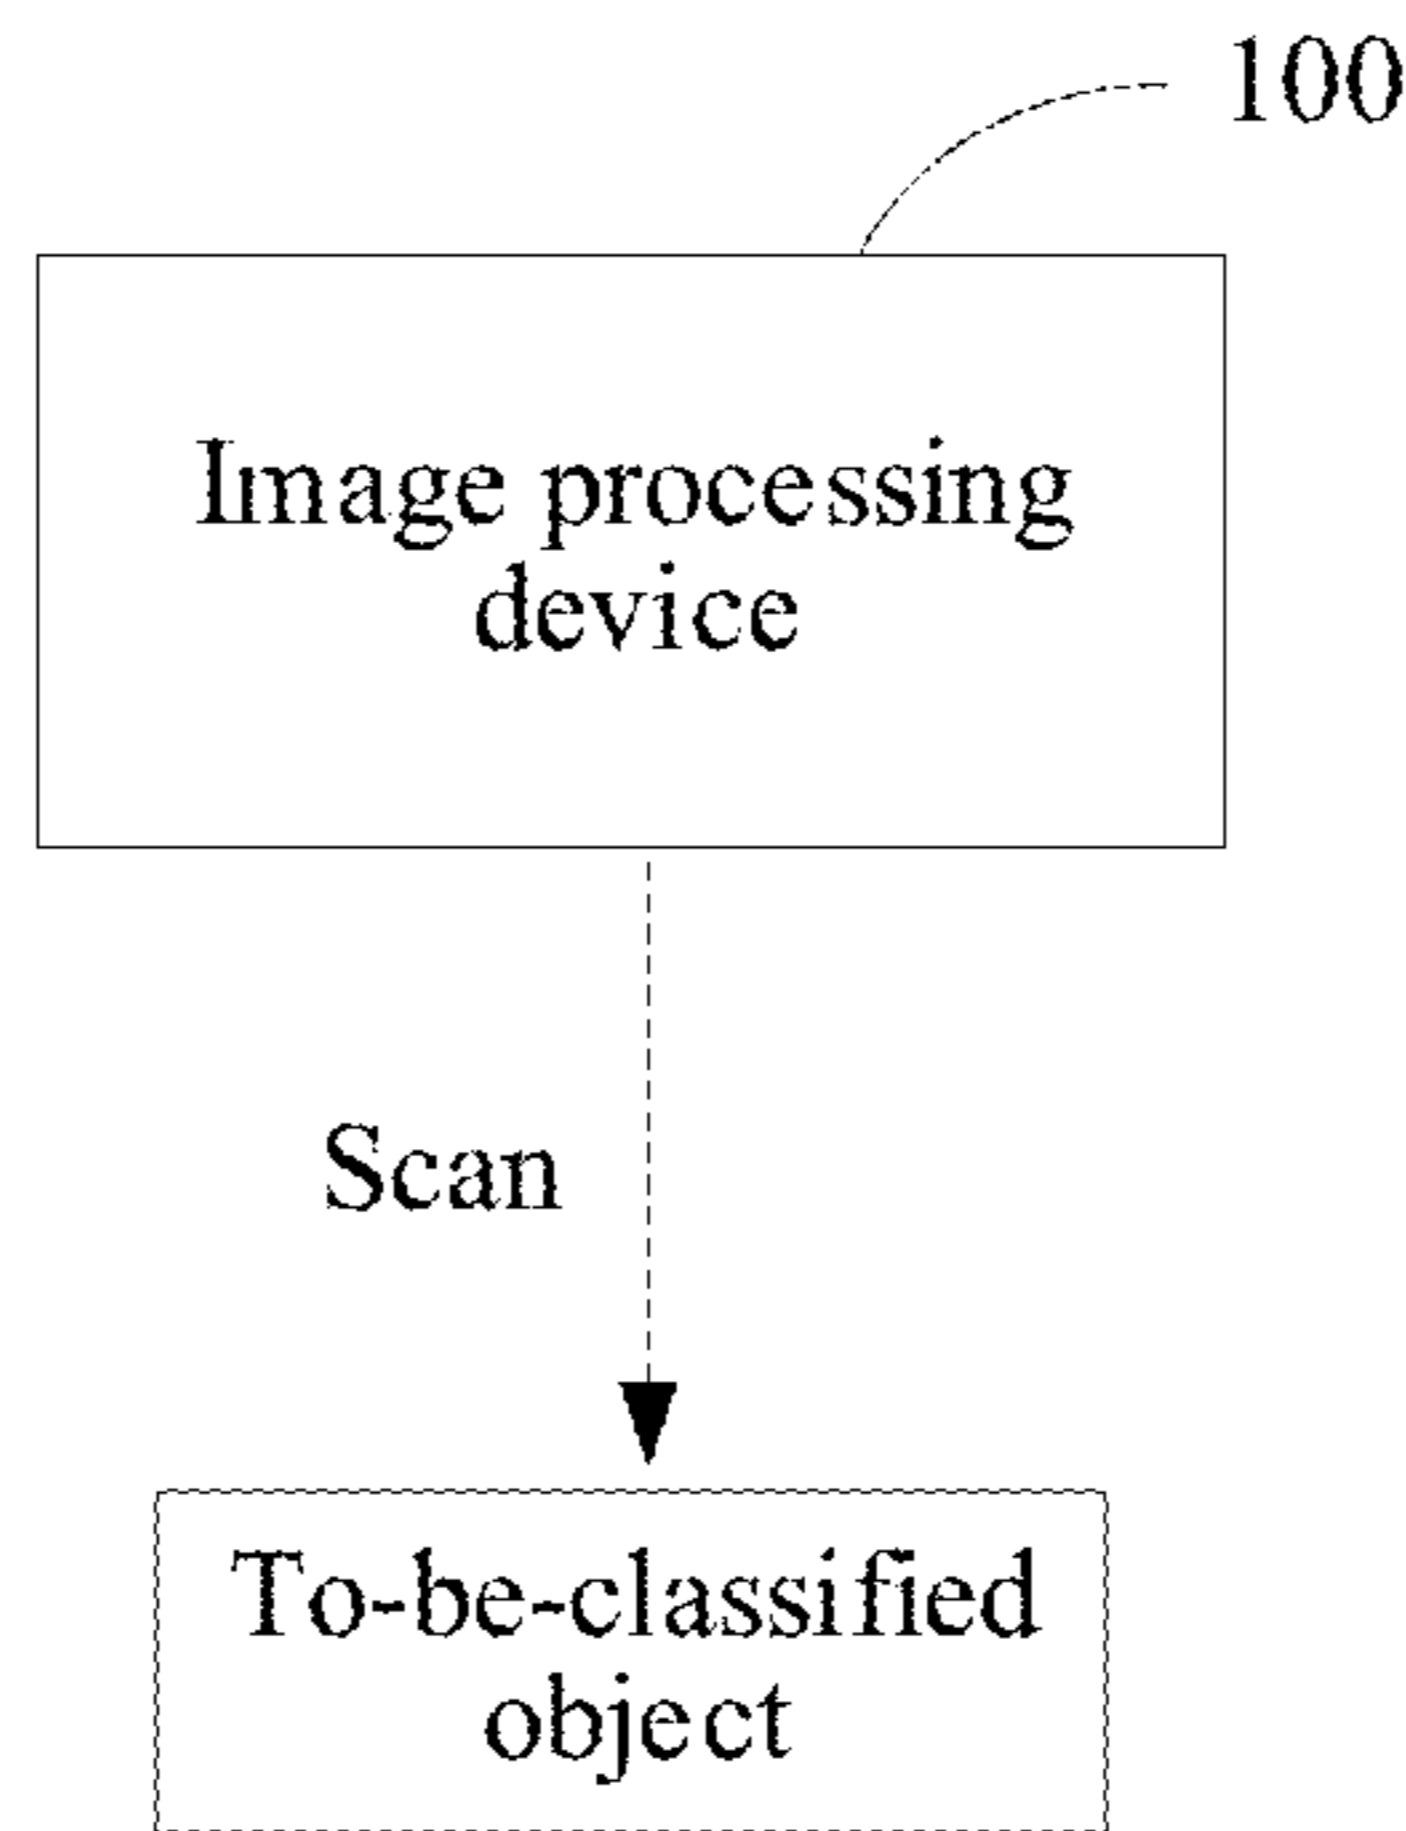 100
Image processing
device
Scan
To-be-classified
object